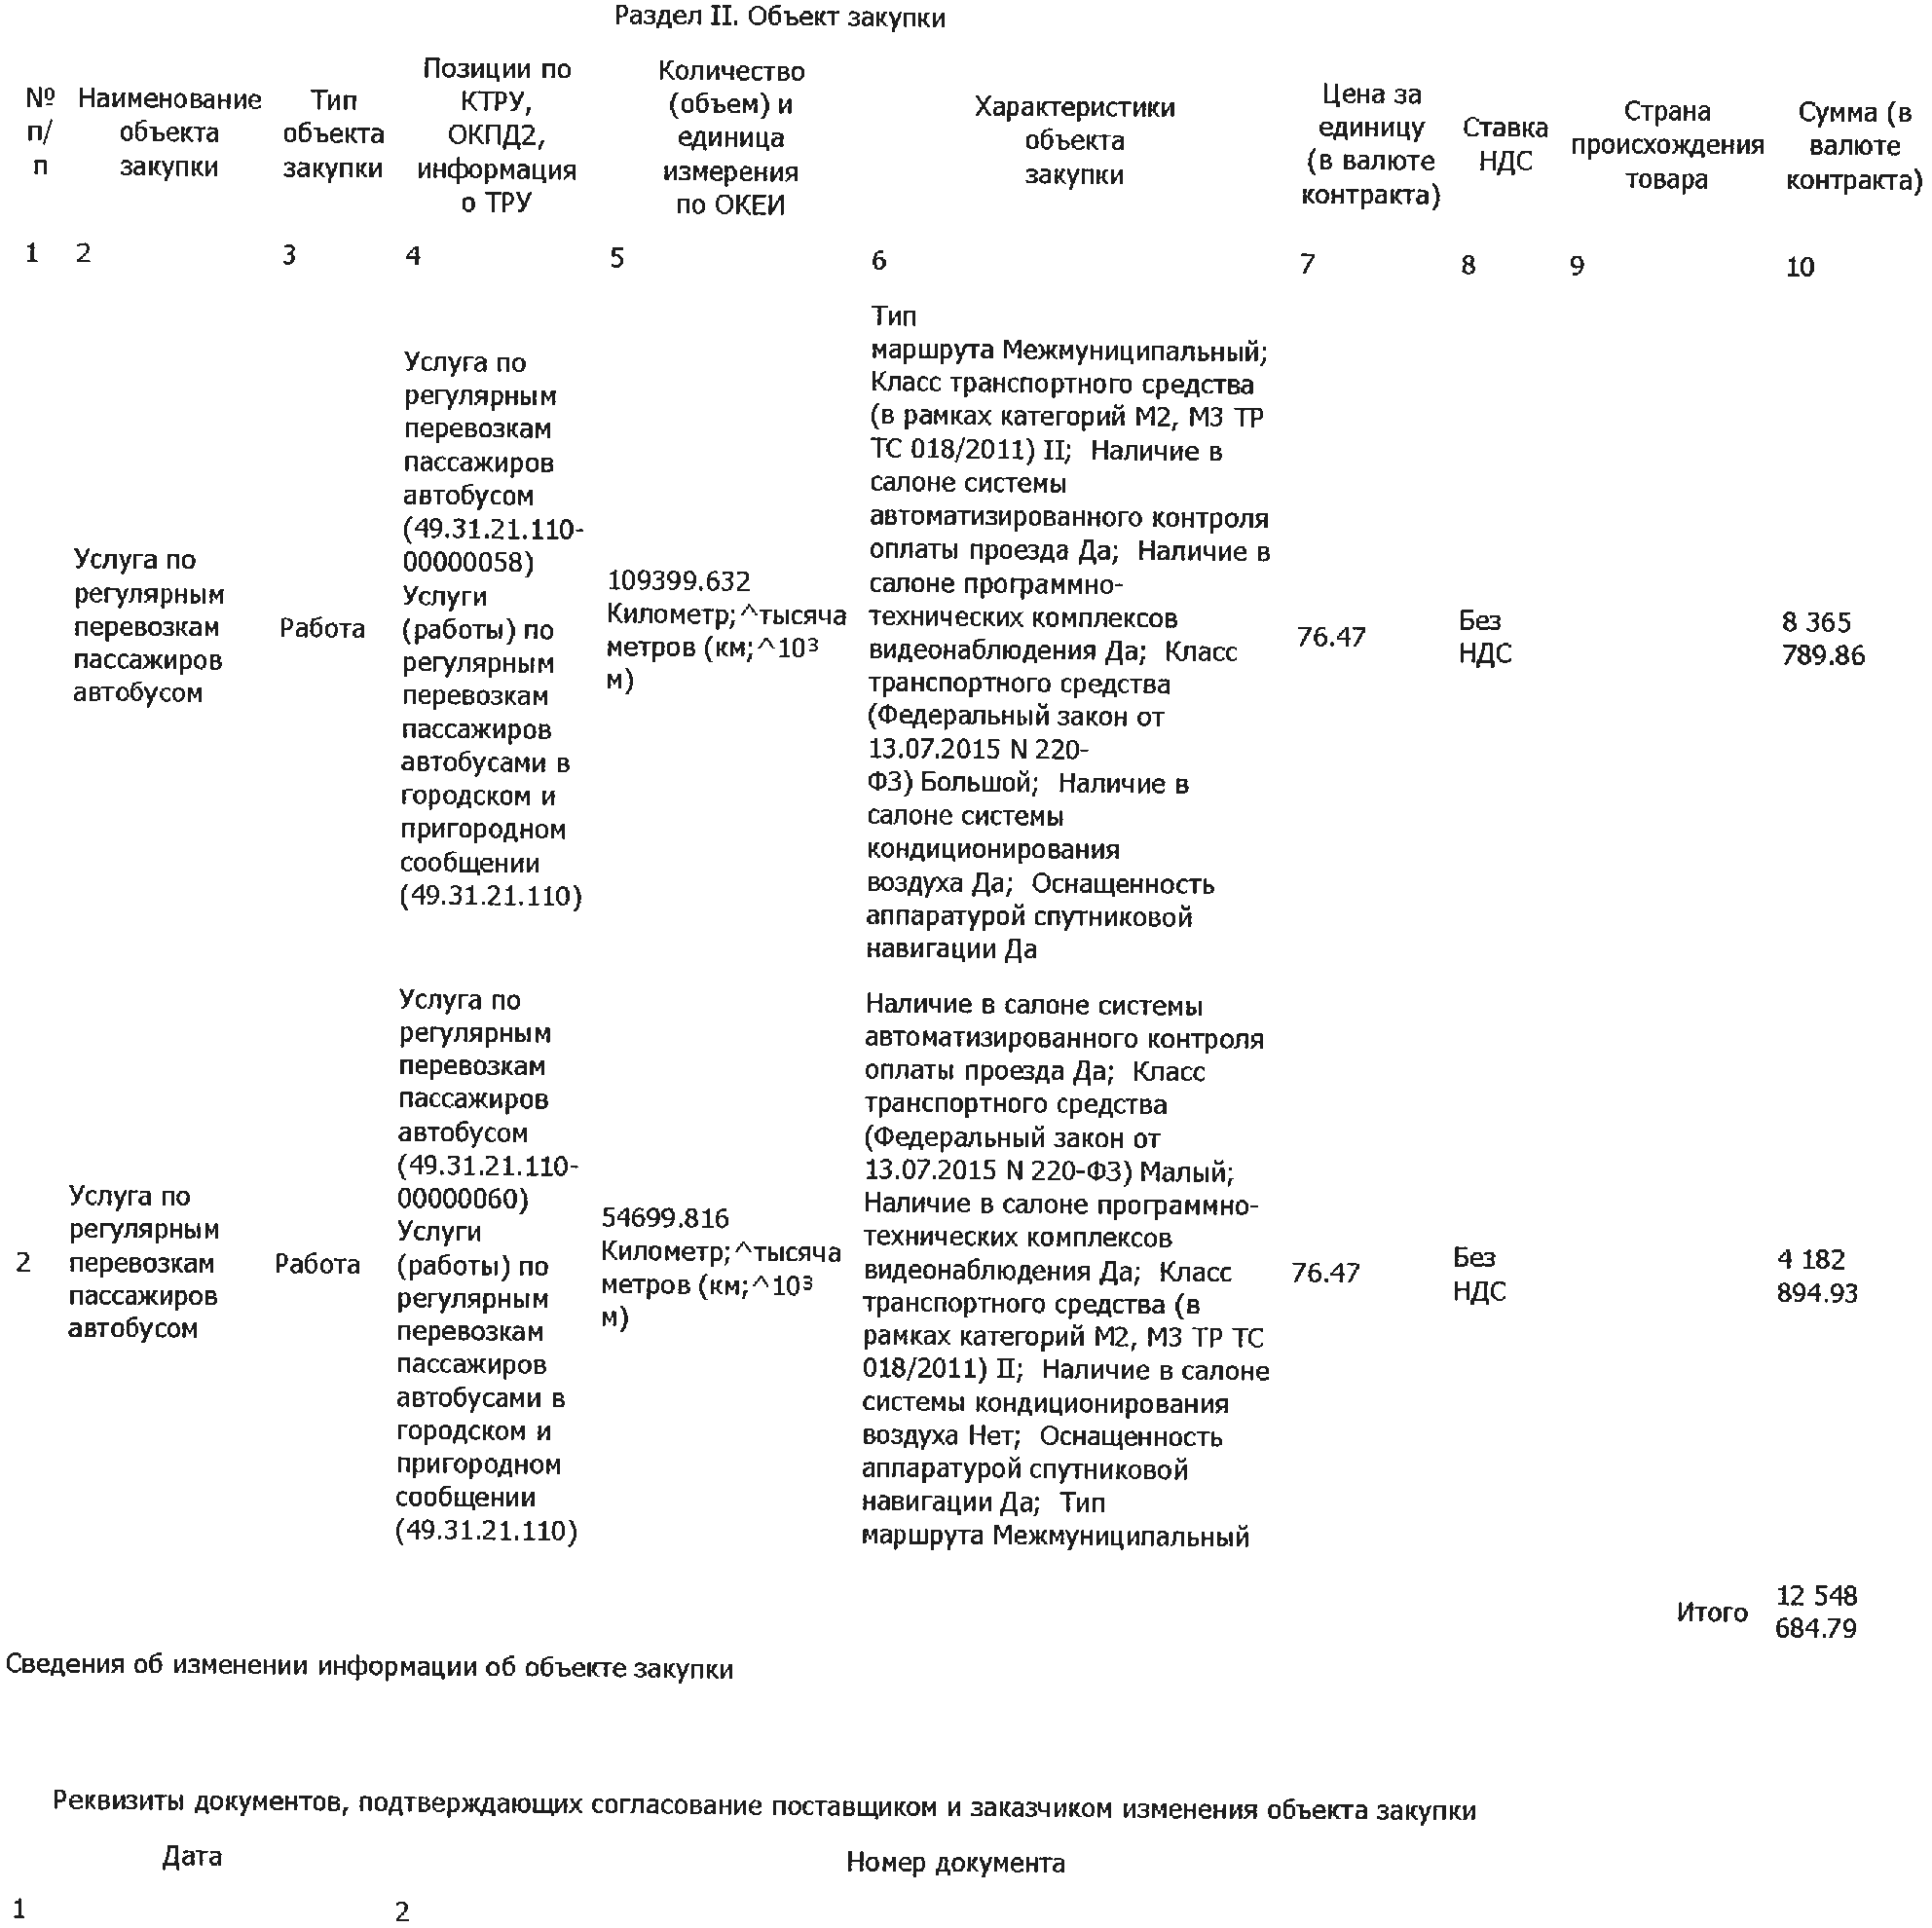 Раздел II. Объект закупки
№
п/
п
Наименование
объекта
закупки
Тип
объекта
закупки
Позиции по
КТРУ,
ОКПД2,
информация
о ТРУ
Количество
(объем) и
единица
измерения
по ОКЕИ
Характеристики
объекта
закупки
Цена за
единицу
(в валюте
контракта)
Ставка
НДС
Страна
происхождения
товара
Сумма (в
валюте
контракта)
1
2
3
4
5
6
7
8
9
10
Услуга по
регулярным
перевозкам
пассажиров
автобусом
Работа
Услуга по
регулярным
перевозкам
пассажиров
автобусом
(49.31.21.110-
00000058)
Услуги
(работы) по
регулярным
перевозкам
пассажиров
автобусами в
городском и
пригородном
сообщении
(49.31.21.110)
109399.632
Километр;^тысяча
метров (км;^10³
м)
Тип
маршрута Межмуниципальный;
Класс транспортного средства
(в рамках категорий М2, М3 ТР
ТС 018/2011) II;  Наличие в
салоне системы
автоматизированного контроля
оплаты проезда Да;  Наличие в
салоне программно-
технических комплексов
видеонаблюдения Да;  Класс
транспортного средства
(Федеральный закон от
13.07.2015 N 220-
ФЗ) Большой;  Наличие в
салоне системы
кондиционирования
воздуха Да;  Оснащенность
аппаратурой спутниковой
навигации Да
76.47
Без
НДС
8 365
789.86
2
Услуга по
регулярным
перевозкам
пассажиров
автобусом
Работа
Услуга по
регулярным
перевозкам
пассажиров
автобусом
(49.31.21.110-
00000060)
Услуги
(работы) по
регулярным
перевозкам
пассажиров
автобусами в
городском и
пригородном
сообщении
(49.31.21.110)
54699.816
Километр;^тысяча
метров (км;^10³
м)
Наличие в салоне системы
автоматизированного контроля
оплаты проезда Да;  Класс
транспортного средства
(Федеральный закон от
13.07.2015 N 220-ФЗ) Малый;
Наличие в салоне программно-
технических комплексов
видеонаблюдения Да;  Класс
транспортного средства (в
рамках категорий М2, М3 ТР ТС
018/2011) II;  Наличие в салоне
системы кондиционирования
воздуха Нет;  Оснащенность
аппаратурой спутниковой
навигации Да;  Тип
маршрута Межмуниципальный
76.47
Без
НДС
4 182
894.93
Итого
12 548
684.79
Сведения об изменении информации об объекте закупки
Реквизиты документов, подтверждающих согласование поставщиком и заказчиком изменения объекта закупки
Дата
Номер документа
1
2